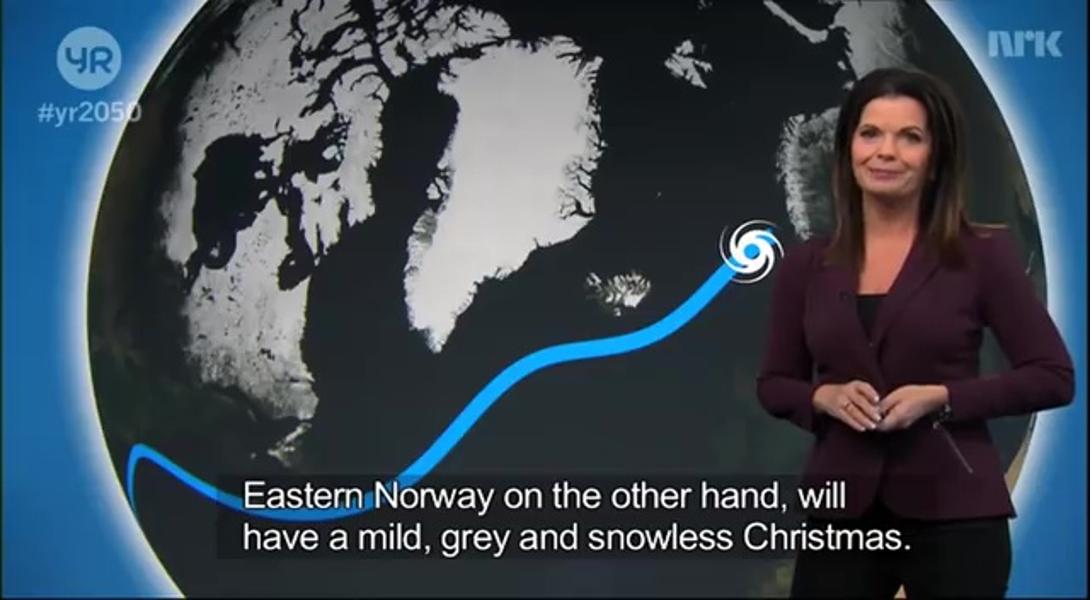 YR
nrk
#yr2050
Eastern Norway on the other hand, will
have a mild, grey and snowless Christmas.